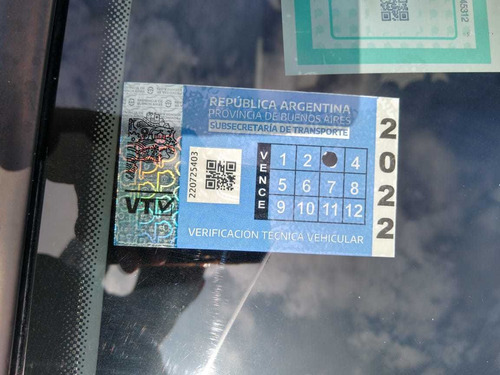 REPÚBLICA ARGENTINA
PROVINCIA DE BUENOS AIRES
SUBSECRETARÍA DE TRANSPORTE
220725403
VENCE
1 2 4
5 6 7 8
9 10 11 12
2022
VTV
VERIFICACIÓN TÉCNICA VEHICULAR
45312